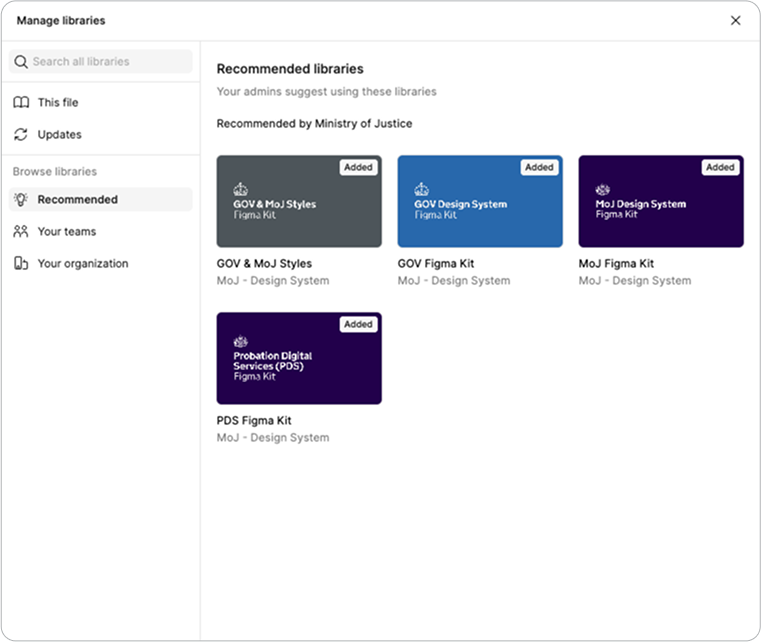 Manage libraries
Search all libraries
This file
Updates
Browse libraries
Recommended
Your teams
Your organization
Recommended libraries
Your admins suggest using these libraries
Recommended by Ministry of Justice
Added
GOV & MoJ Styles
Figma Kit
GOV & MoJ Styles
MoJ - Design System
Added
GOV Design System
Figma Kit
GOV Figma Kit
MoJ - Design System
Added
MoJ Design System
Figma Kit
MoJ Figma Kit
MoJ - Design System
Added
Probation Digital
Services (PDS)
Figma Kit
PDS Figma Kit
MoJ - Design System